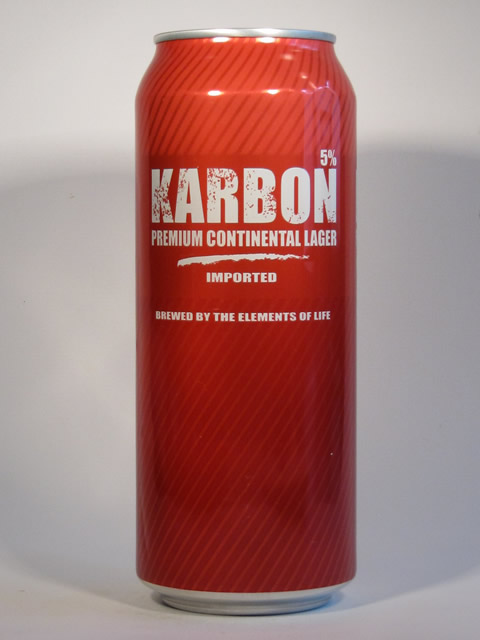 5%
KARBON
PREMIUM CONTINENTAL LAGER
IMPORTED
BREWED BY THE ELEMENTS OF LIFE